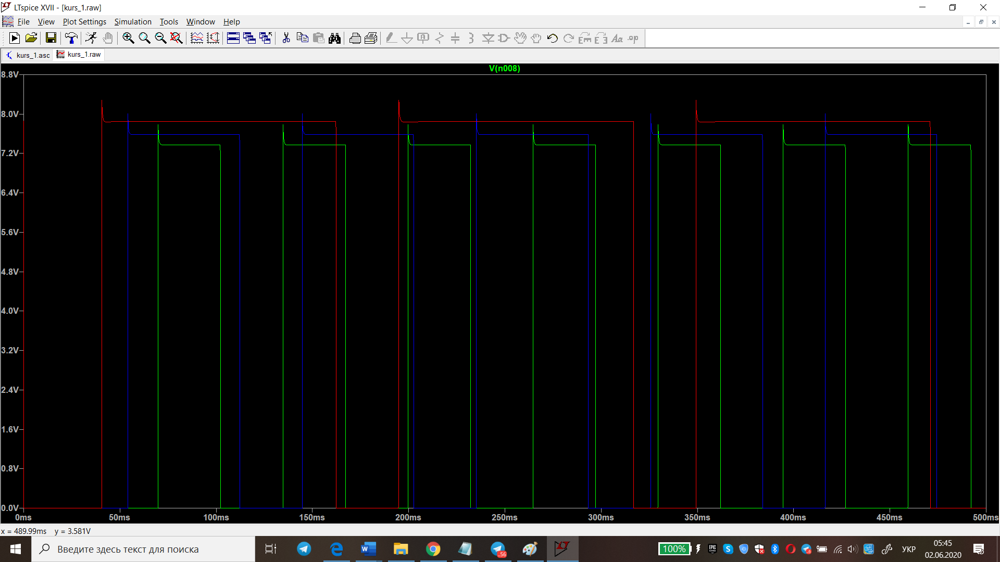 LTspice XVII - [kurs_1.raw]
File View Plot Settings Simulation Tools Window Help
kurs_1.asc kurs_1.raw
V(n008)
8.8V
8.0V
7.2V
6.4V
5.6V
4.8V
4.0V
3.2V
2.4V
1.6V
0.8V
0.0V
0ms 50ms 100ms 150ms 200ms 250ms 300ms 350ms 400ms 450ms 500ms
x = 489.99ms y = 3.581V
Введите здесь текст для поиска
100% УКР 05:45
02.06.2020